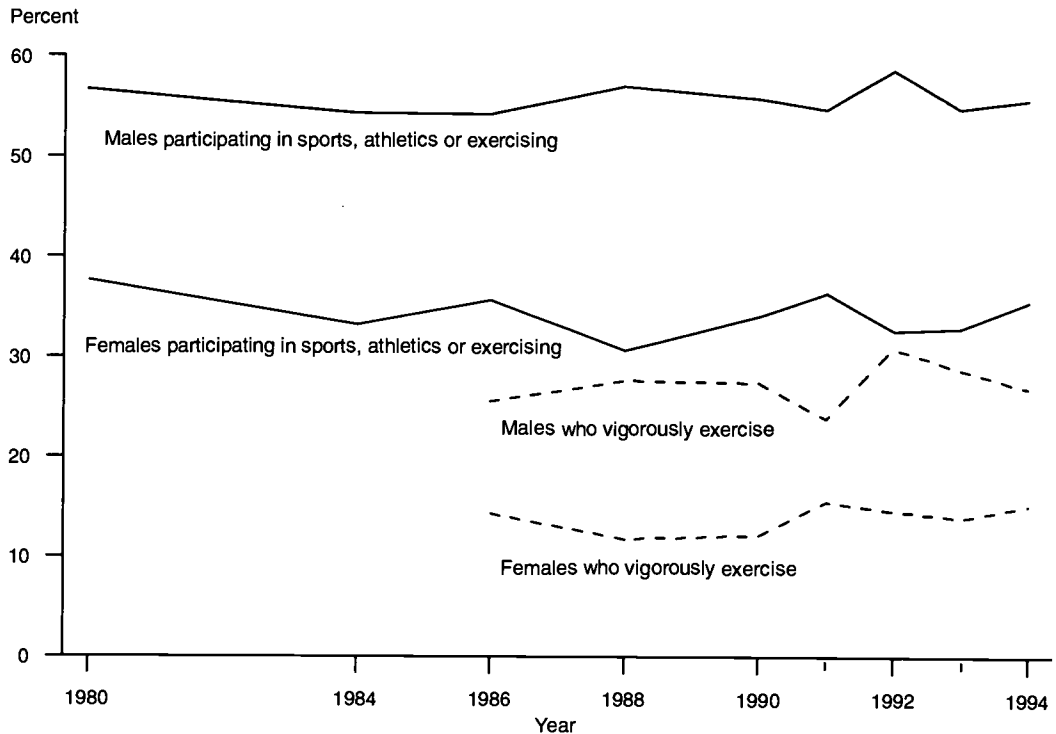 Percent
60
50
40
30
20
10
0
Males participating in sports, athletics or exercising
Females participating in sports, athletics or exercising
Males who vigorously exercise
Females who vigorously exercise
1980 1984 1986 1988 1990 1992 1994
Year